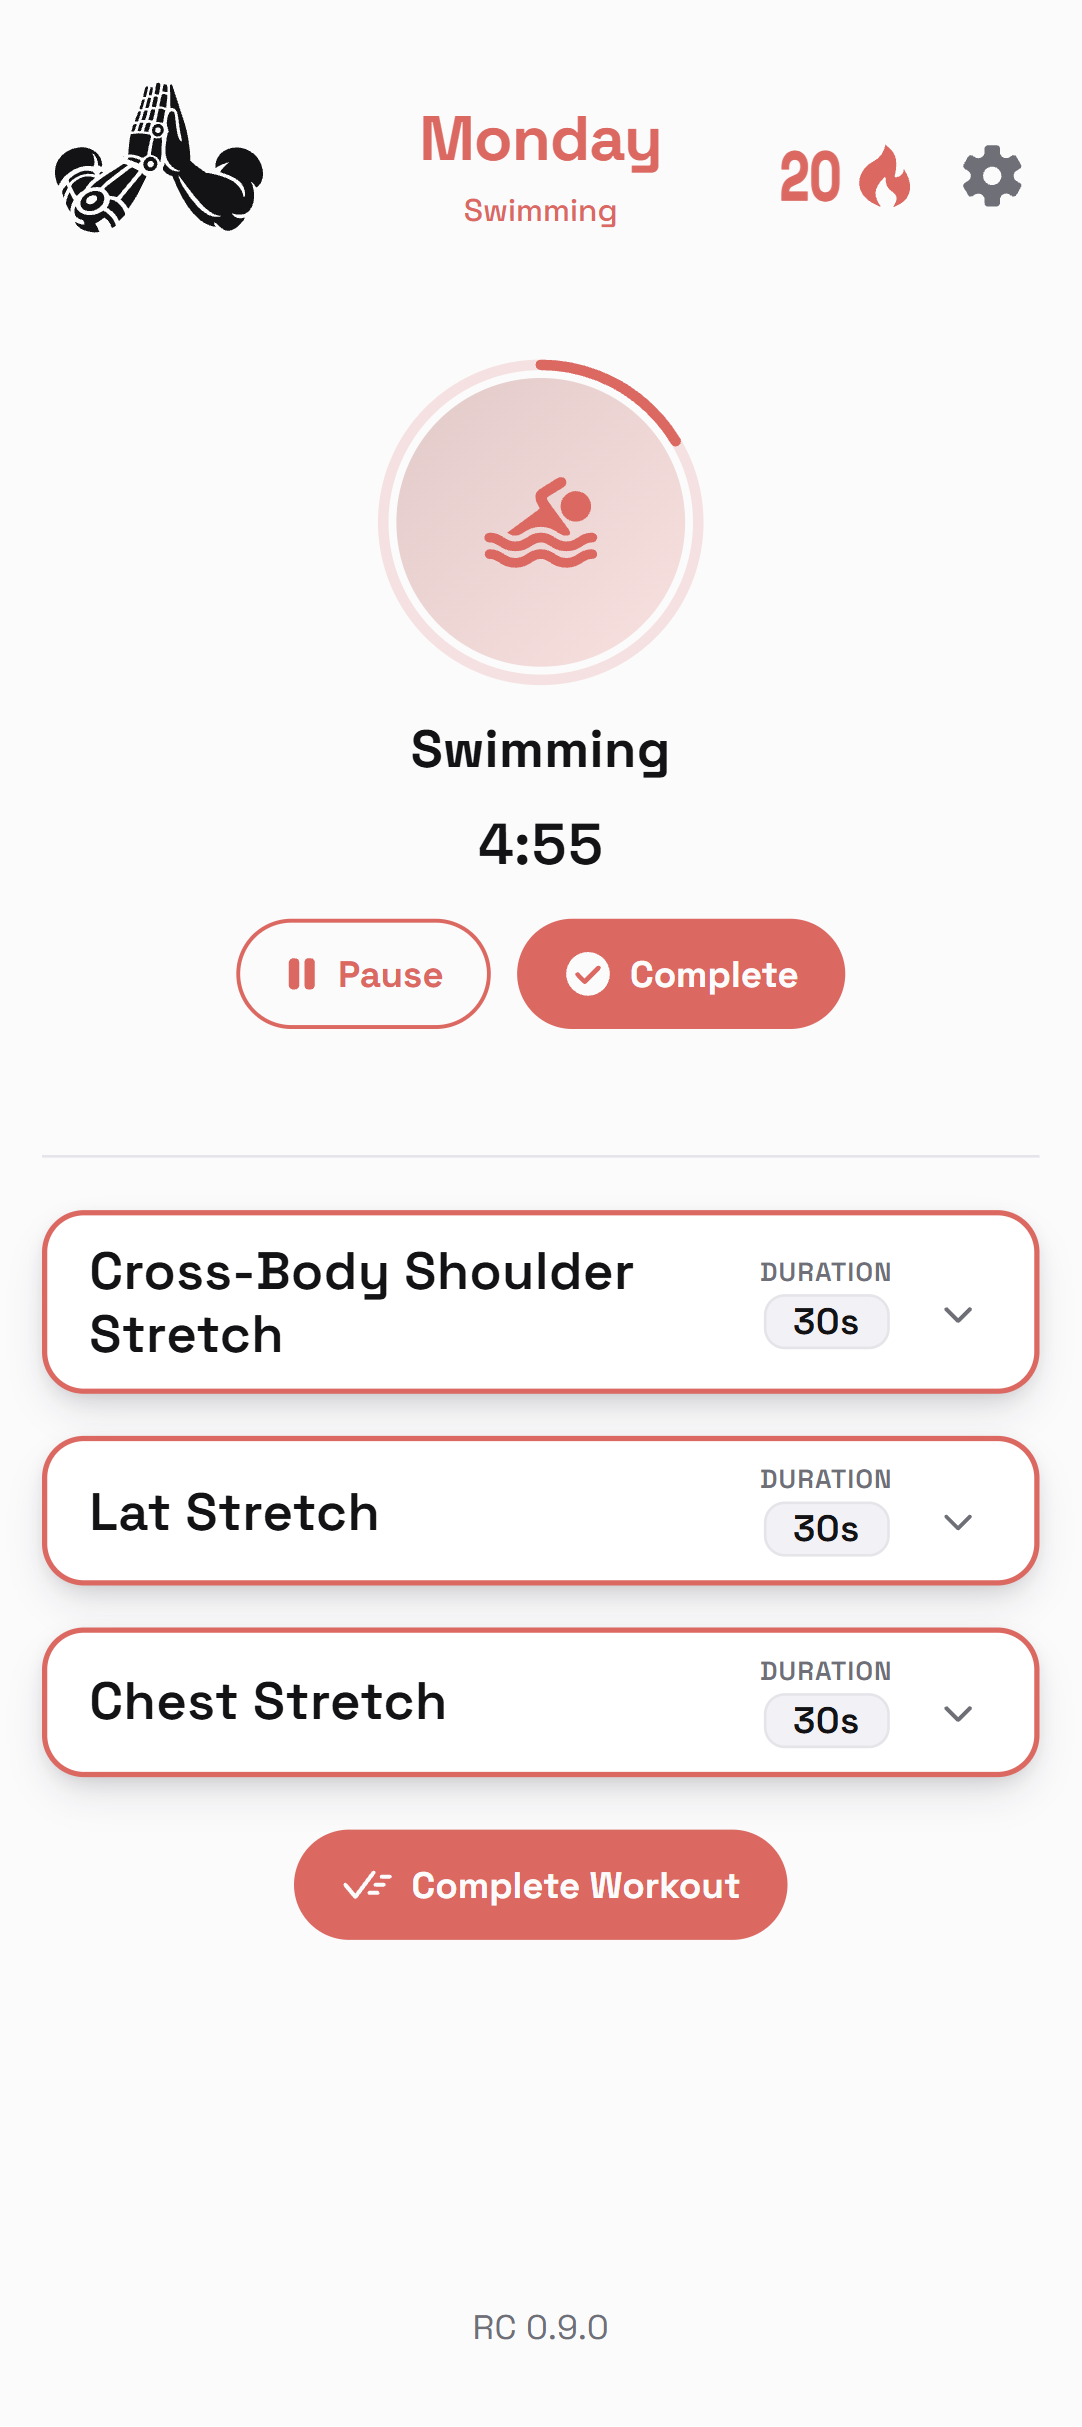 Monday
Swimming
20
Swimming
4:55
Pause
Complete
Cross-Body Shoulder
Stretch
DURATION
30s
Lat Stretch
DURATION
30s
Chest Stretch
DURATION
30s
Complete Workout
RC 0.9.0